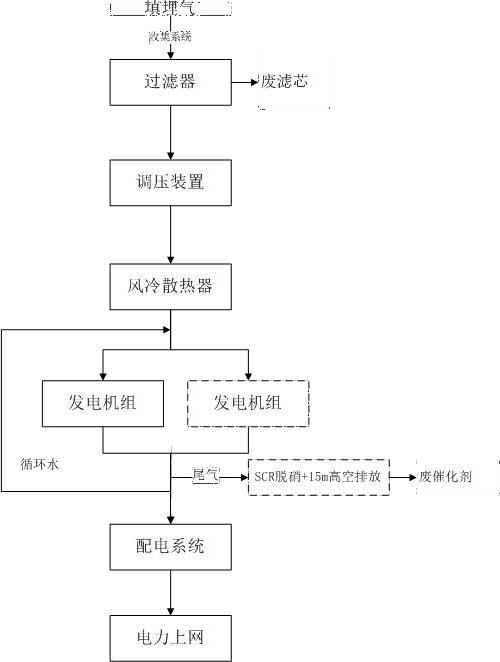 填埋气
收集系统
过滤器
废滤芯
调压装置
风冷散热器
发电机组
发电机组
循环水
尾气
SCR脱硝+15m高空排放
废催化剂
配电系统
电力上网